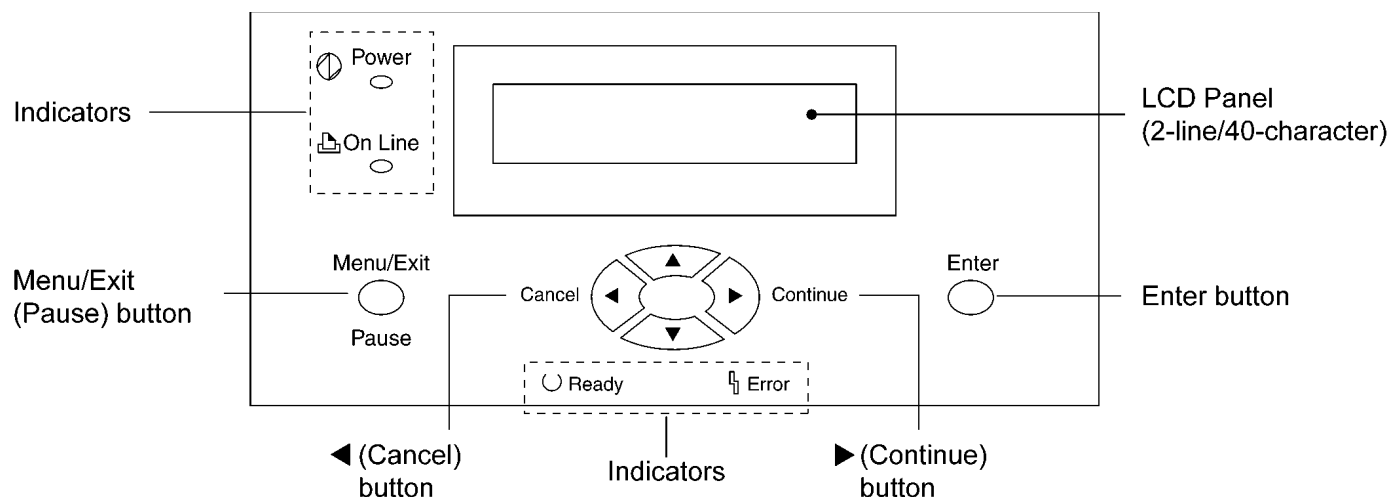 Power
Indicators
On Line
LCD Panel
(2-line/40-character)
Menu/Exit
(Pause) button
Menu/Exit
Pause
Cancel
◀
▲
▼
▶
Continue
Enter
Enter button
Ready
Error
◀ (Cancel)
button
Indicators
▶ (Continue)
button